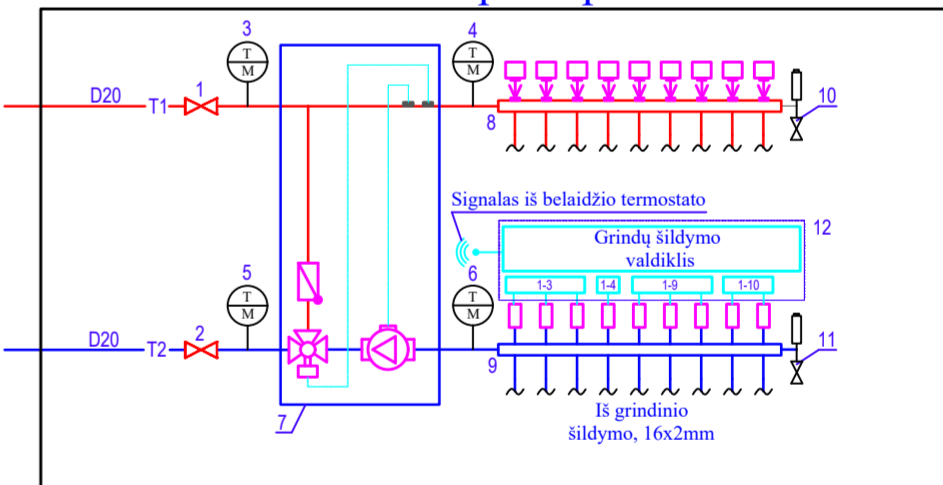 3
4
T
M
T
M
D20
T1
1
8
10
Signalas iš belaidžio termostato
12
Grindų šildymo
valdiklis
5
6
1-3
1-4
1-9
1-10
T
M
T
M
D20
T2
2
9
11
7
Iš grindinio
šildymo, 16x2mm